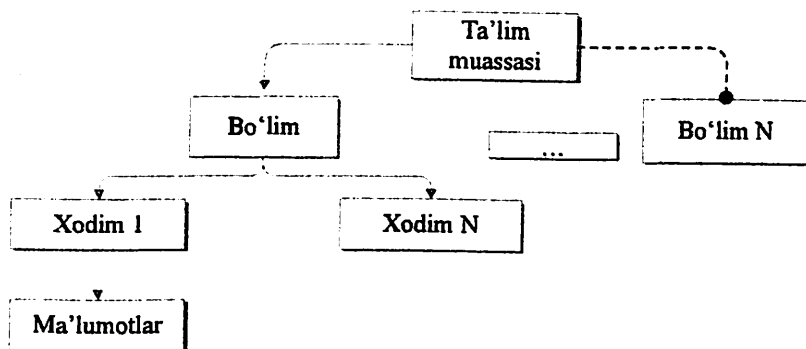 Ta’lim
muassasi
Bo‘lim
...
Bo‘lim N
Xodim 1
Xodim N
Ma’lumotlar